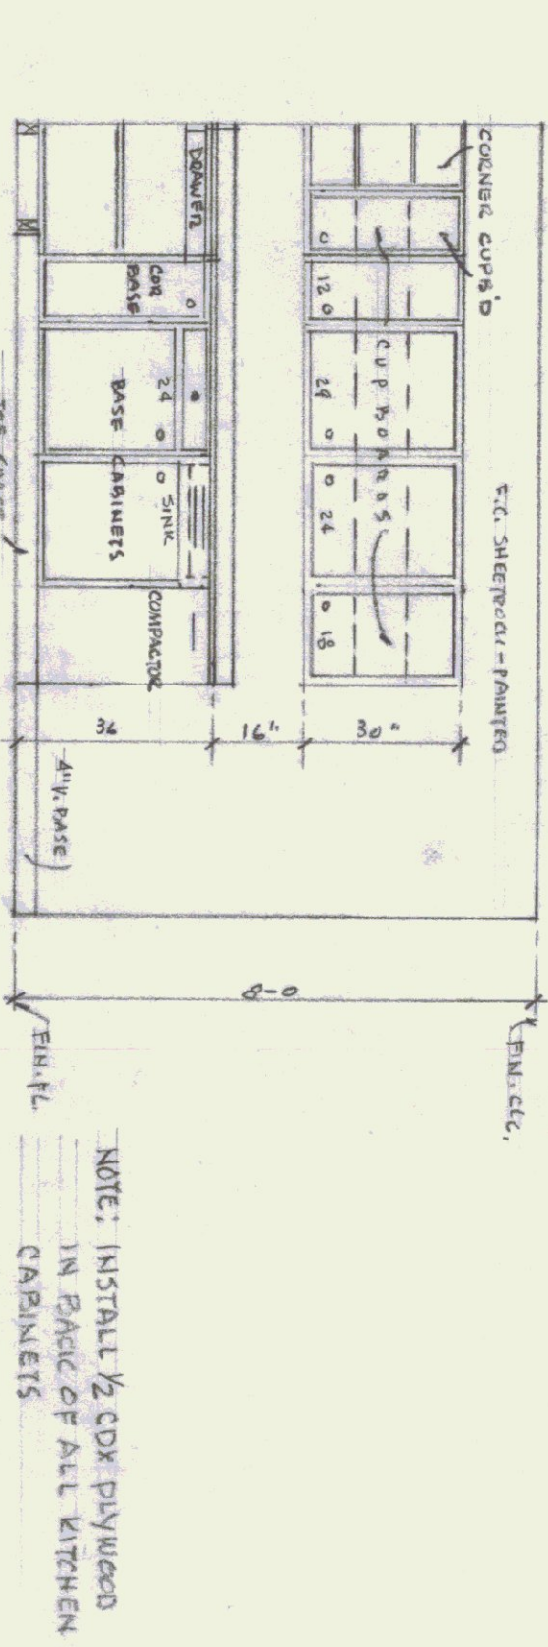 CORNER CUPB'D
F.C. SHEETROCK - PAINTED
FIN. CLG.
CUPBOARDS
12
24
24
18
30"
16"
36
8-0
DRAWER
COR
BASE
24
SINK
BASE CABINETS
COMPACTOR
4" V. BASE
FIN. FL.
NOTE: INSTALL 1/2 CDX PLYWOOD
IN BACK OF ALL KITCHEN
CABINETS